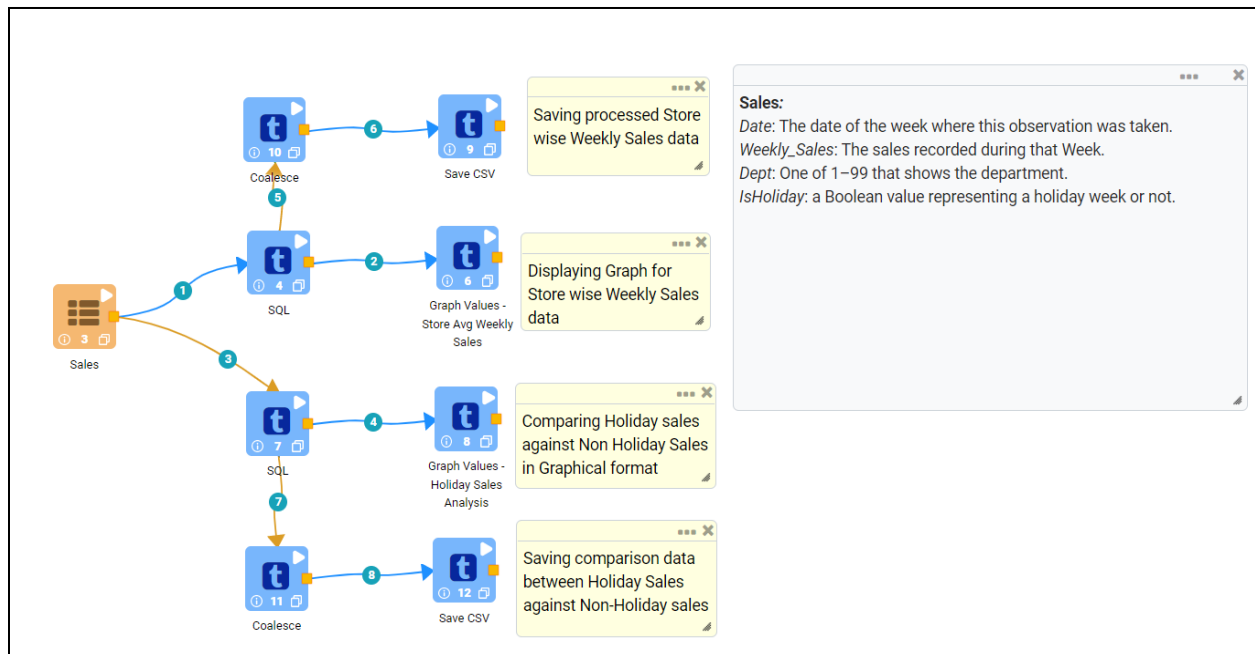 t
10
Coalesce
6
t
9
Save CSV
Saving processed Store
wise Weekly Sales data
5
1
t
4
SQL
2
t
6
Graph Values -
Store Avg Weekly
Sales
Displaying Graph for
Store wise Weekly Sales
data
3
Sales
3
t
7
SQL
4
t
8
Graph Values -
Holiday Sales
Analysis
Comparing Holiday sales
against Non Holiday Sales
in Graphical format
7
t
11
Coalesce
8
t
12
Save CSV
Saving comparison data
between Holiday Sales
against Non-Holiday sales
Sales:
Date: The date of the week where this observation was taken.
Weekly_Sales: The sales recorded during that Week.
Dept: One of 1–99 that shows the department.
IsHoliday: a Boolean value representing a holiday week or not.